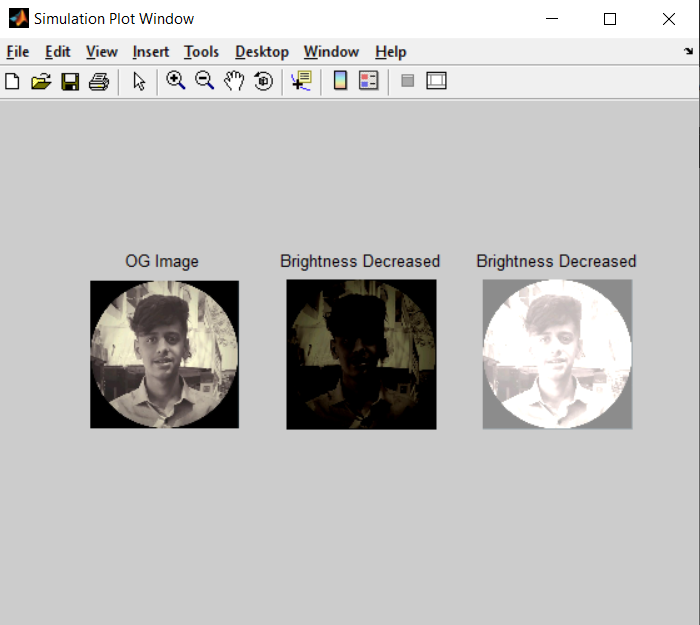 Simulation Plot Window
File Edit View Insert Tools Desktop Window Help
OG Image Brightness Decreased Brightness Decreased